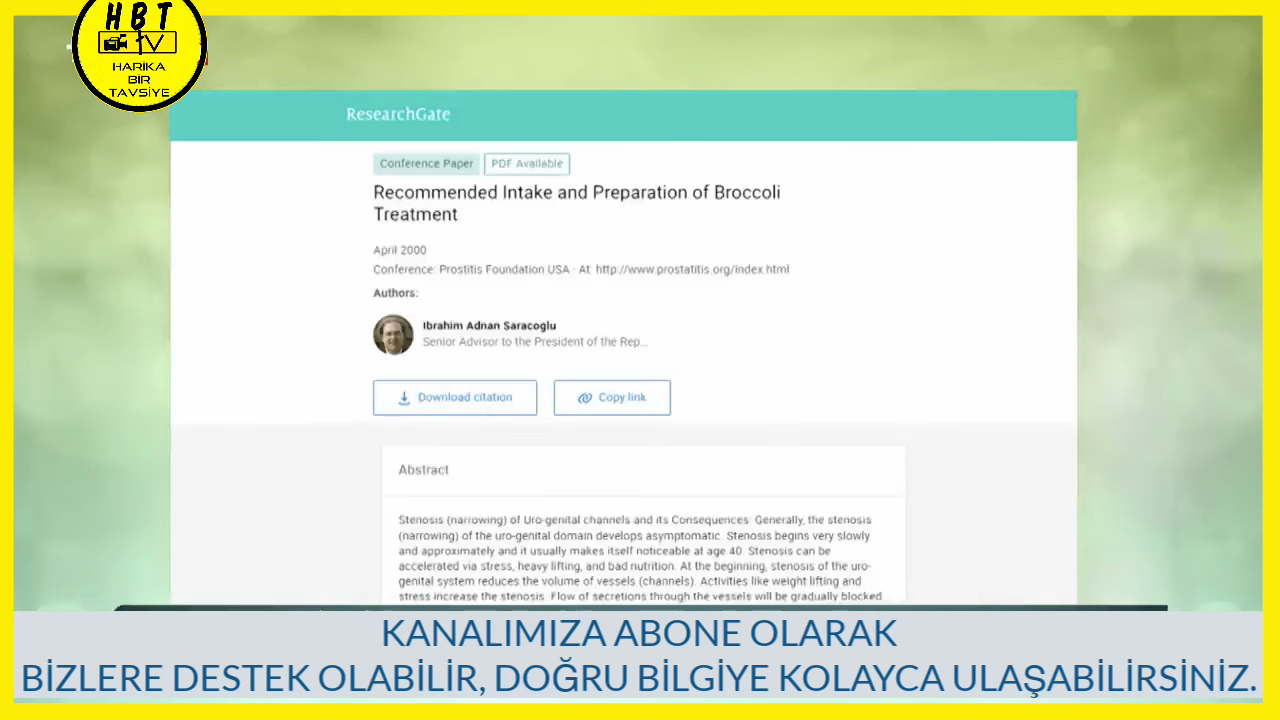 HBT
TV
HARIKA
BIR
TAVSİYE
ResearchGate
Conference Paper PDF Available
Recommended Intake and Preparation of Broccoli
Treatment
April 2000
Conference: Prostitis Foundation USA · At: http://www.prostatitis.org/index.html
Authors:
Ibrahim Adnan Saracoglu
Senior Advisor to the President of the Rep...
Download citation Copy link
Abstract
Stenosis (narrowing) of Uro-genital channels and its Consequences: Generally, the stenosis
(narrowing) of the uro-genital domain develops asymptomatic. Stenosis begins very slowly
and approximately and it usually makes itself noticeable at age 40. Stenosis can be
accelerated via stress, heavy lifting, and bad nutrition. At the beginning, stenosis of the uro-
genital system reduces the volume of vessels (channels). Activities like weight lifting and
stress increase the stenosis. Flow of secretions through the vessels will be gradually blocked
KANALIMIZA ABONE OLARAK
BİZLERE DESTEK OLABİLİR, DOĞRU BİLGİYE KOLAYCA ULAŞABİLİRSİNİZ.